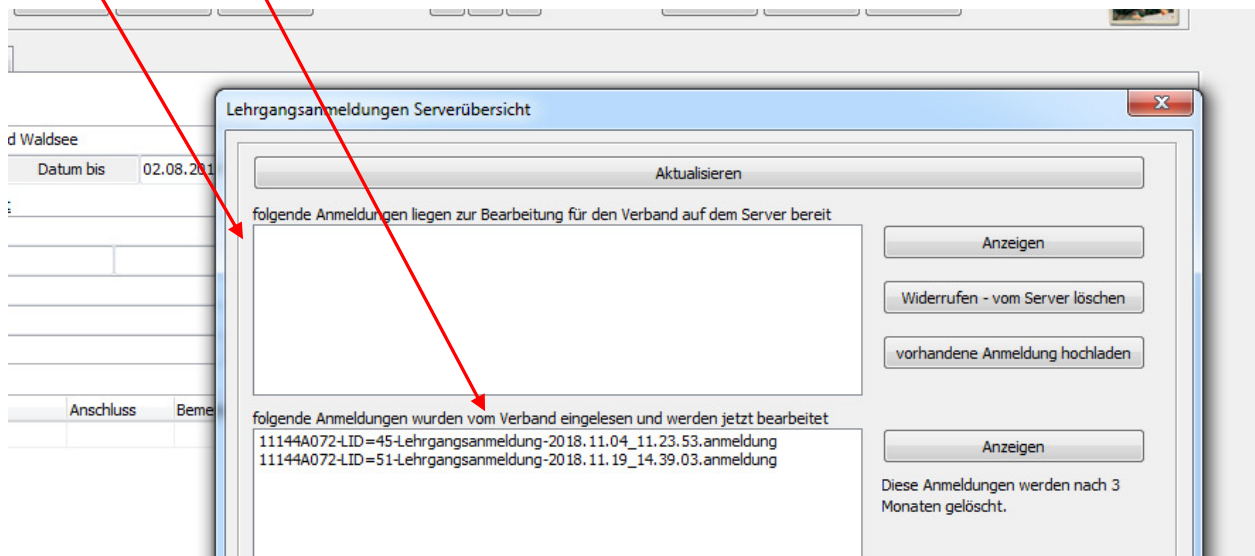 Lehrgangsanmeldungen Serverübersicht
d Waldsee
Datum bis 02.08.201
Aktualisieren
folgende Anmeldungen liegen zur Bearbeitung für den Verband auf dem Server bereit
Anzeigen
Widerrufen - vom Server löschen
vorhandene Anmeldung hochladen
Anschluss Beme
folgende Anmeldungen wurden vom Verband eingelesen und werden jetzt bearbeitet
11144A072-LID=45-Lehrgangsanmeldung-2018.11.04_11.23.53.anmeldung
11144A072-LID=51-Lehrgangsanmeldung-2018.11.19_14.39.03.anmeldung
Anzeigen
Diese Anmeldungen werden nach 3
Monaten gelöscht.